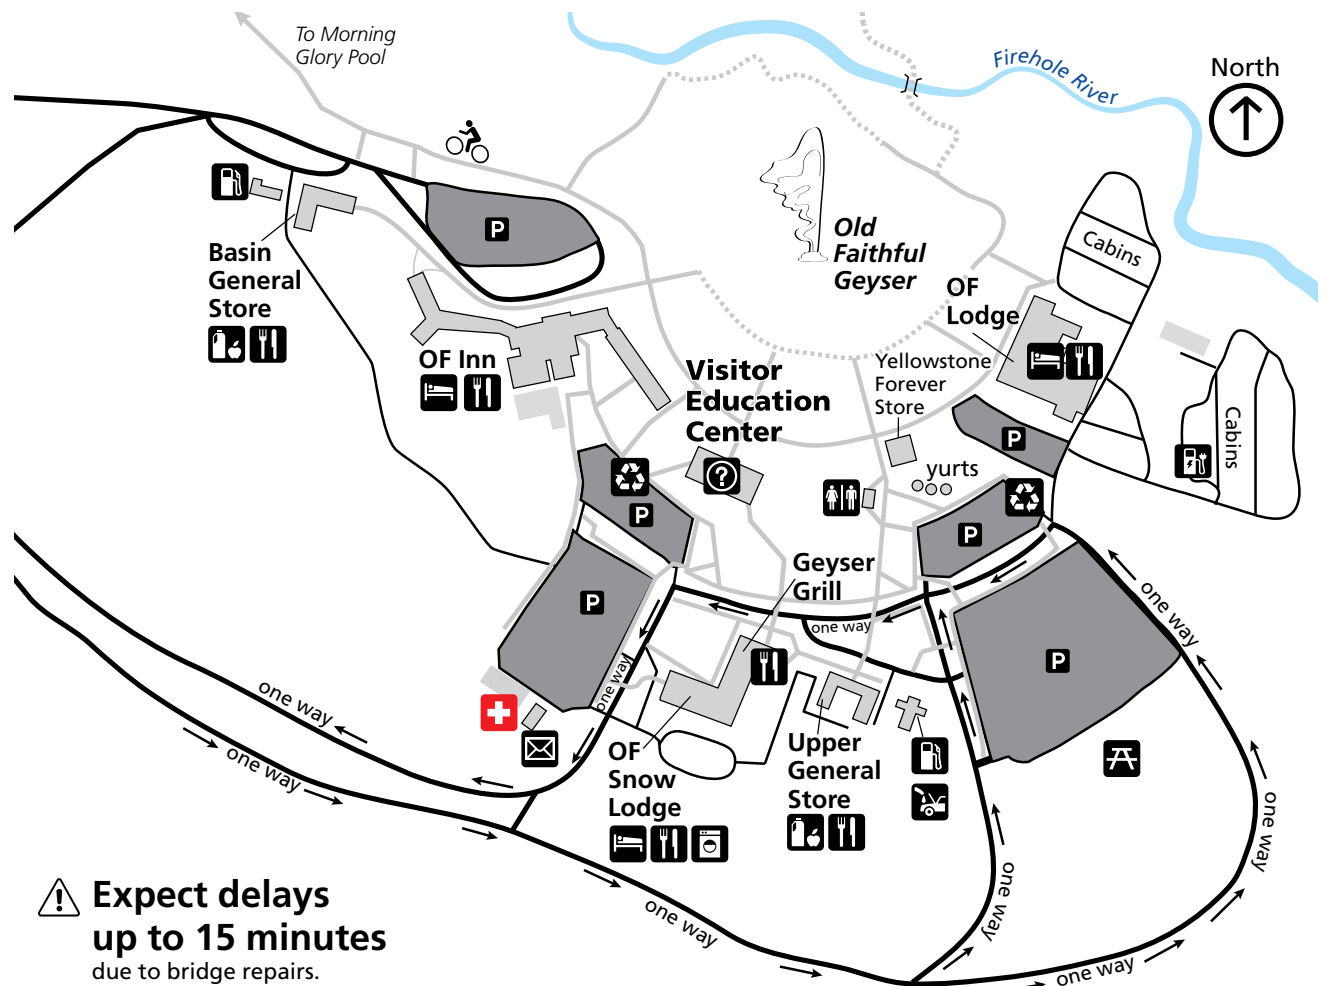 To Morning
Glory Pool
Firehole River
North
Old
Faithful
Geyser
Cabins
P
Basin
General
Store
OF
Lodge
OF Inn
Visitor
Education
Center
Yellowstone
Forever
Store
P
Cabins
yurts
?
P
P
Geyser
Grill
P
P
one way
one way
one way
one way
one way
OF
Snow
Lodge
Upper
General
Store
one way
one way
one way
one way
one way
Expect delays
up to 15 minutes
due to bridge repairs.